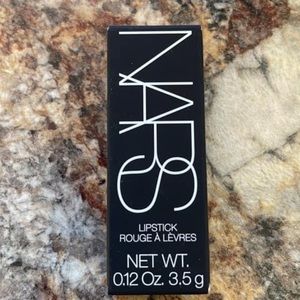 NARS
LIPSTICK
ROUGE À LÈVRES
NET WT.
0.12 Oz. 3.5 g